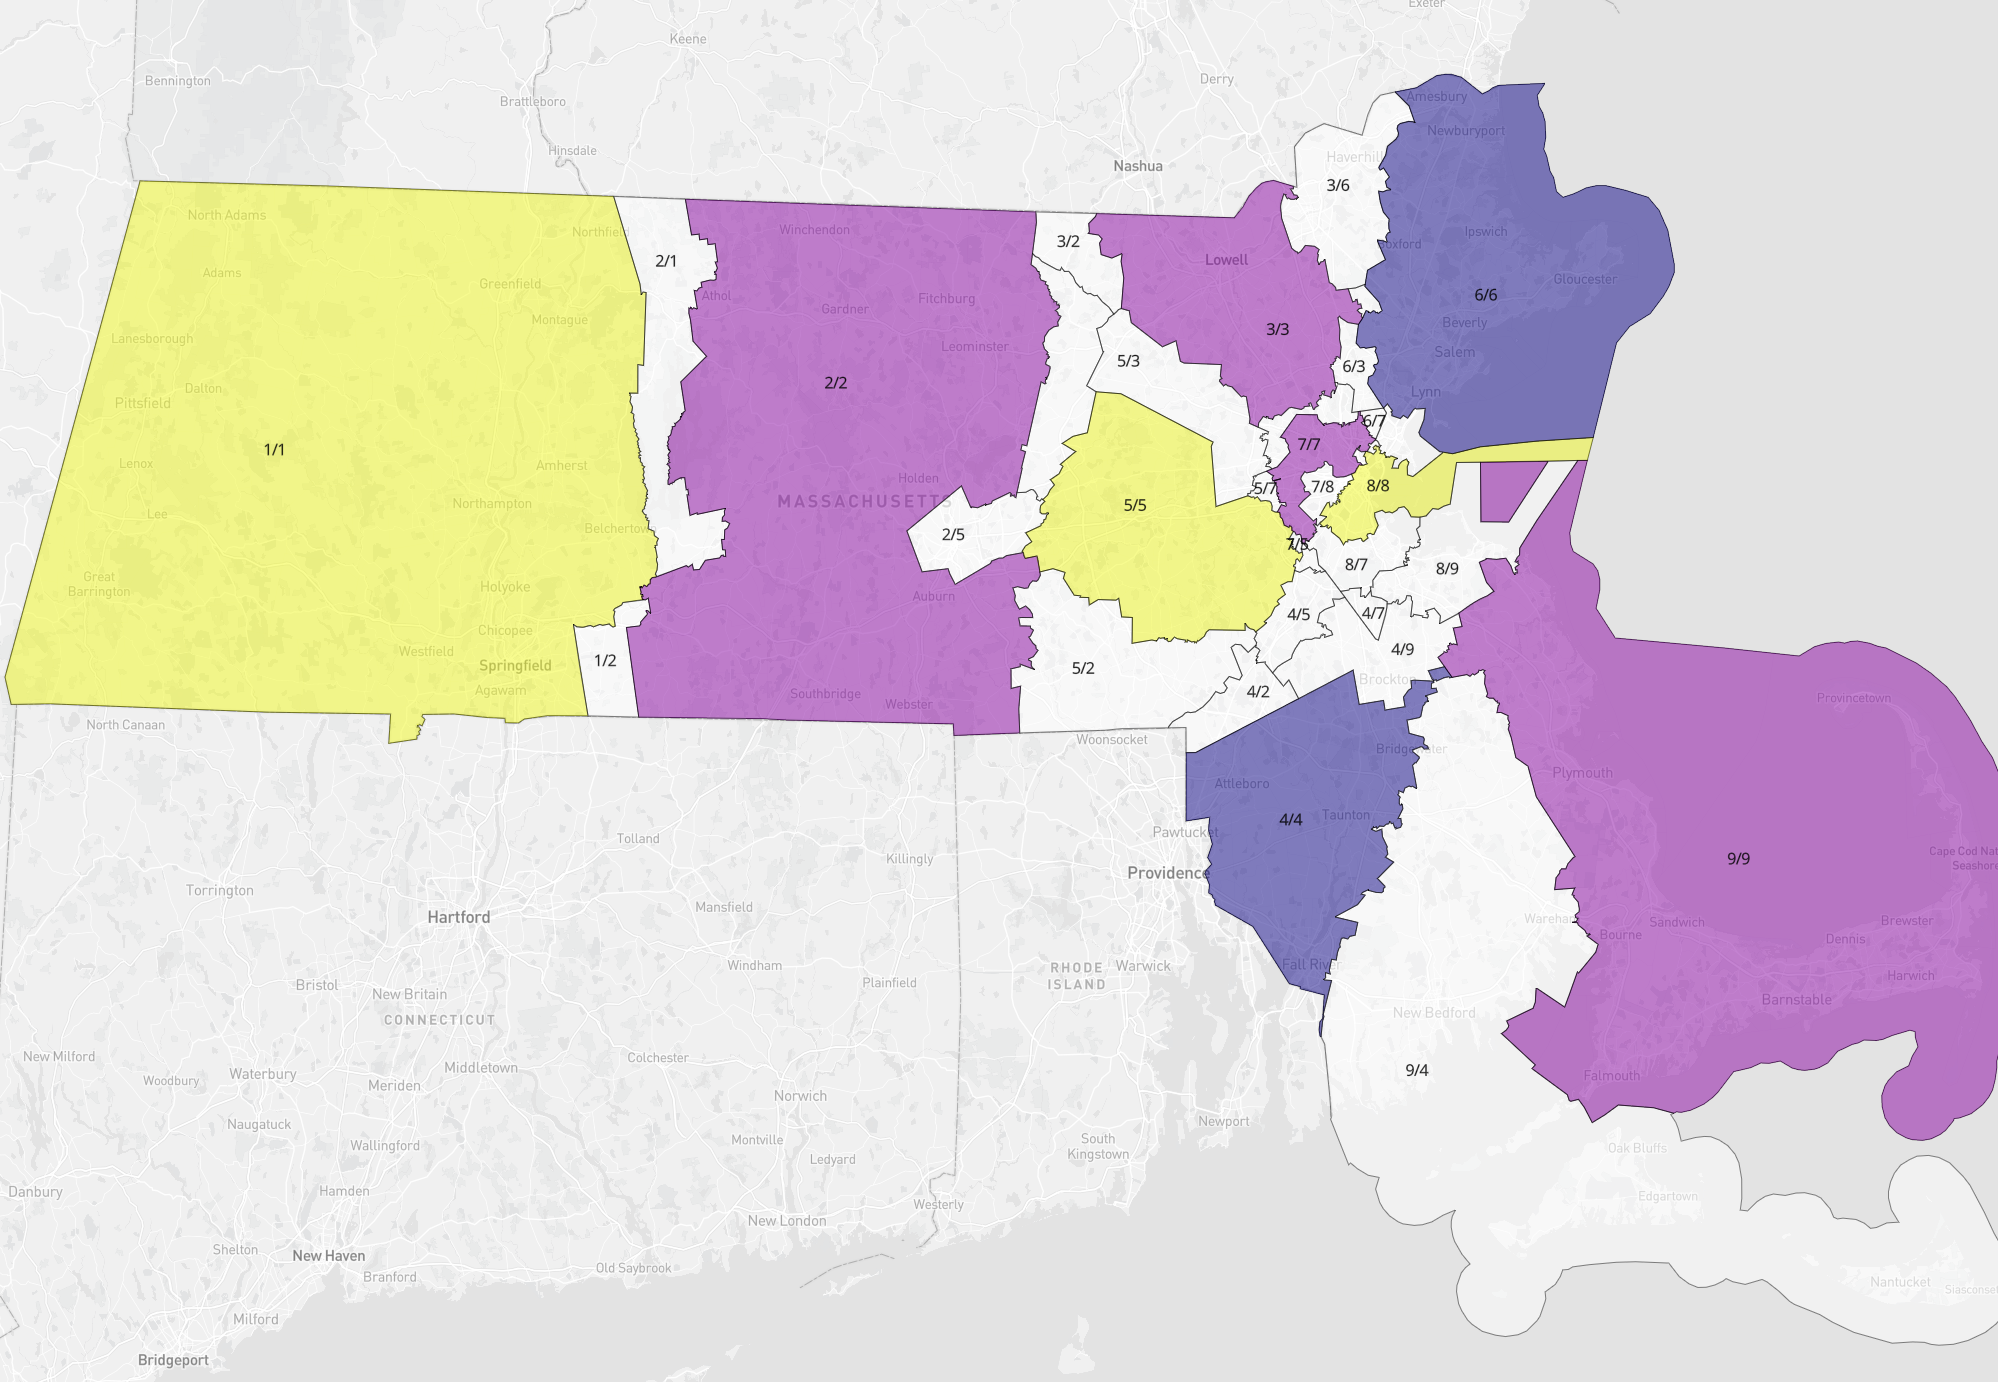 Exeter
Keene
Bennington
Derry
Brattleboro
Amesbury
Newburyport
Hinsdale
Nashua
Haverhill
3/6
North Adams
Winchendon
Northfield
Ipswich
3/2
2/1
Lowell
Adams
Greenfield
Gloucester
Athol
Fitchburg
6/6
Gardner
Montague
Beverly
3/3
Lanesborough
Leominster
Salem
5/3
6/3
2/2
Dalton
Lynn
Pittsfield
6/7
7/7
1/1
Lenox
Amherst
Holden
5/7
7/8
8/8
MASSACHUSETTS
Northampton
5/5
Lee
Belchertow
2/5
7/5
8/7
8/9
Great
Barrington
Holyoke
Auburn
4/5
4/7
Chicopee
Westfield
4/9
1/2
Springfield
5/2
Brockton
Agawam
Southbridge
4/2
Webster
Provincetown
North Canaan
Woonsocket
Plymouth
Attleboro
Taunton
4/4
Pawtucket
Tolland
Killingly
Cape Cod Nat
Seashore
9/9
Providence
Torrington
Mansfield
Hartford
Wareham
Sandwich
Brewster
Bourne
Dennis
Windham
RHODE
ISLAND
Warwick
Fall River
Harwich
Bristol
Plainfield
New Britain
Barnstable
CONNECTICUT
New Bedford
New Milford
Colchester
Middletown
Waterbury
9/4
Falmouth
Woodbury
Meriden
Norwich
Naugatuck
Newport
Wallingford
Montville
South
Kingstown
Oak Bluffs
Ledyard
Danbury
Hamden
Edgartown
Westerly
New London
Shelton
New Haven
Old Saybrook
Branford
Nantucket
Siasconset
Milford
Bridgeport